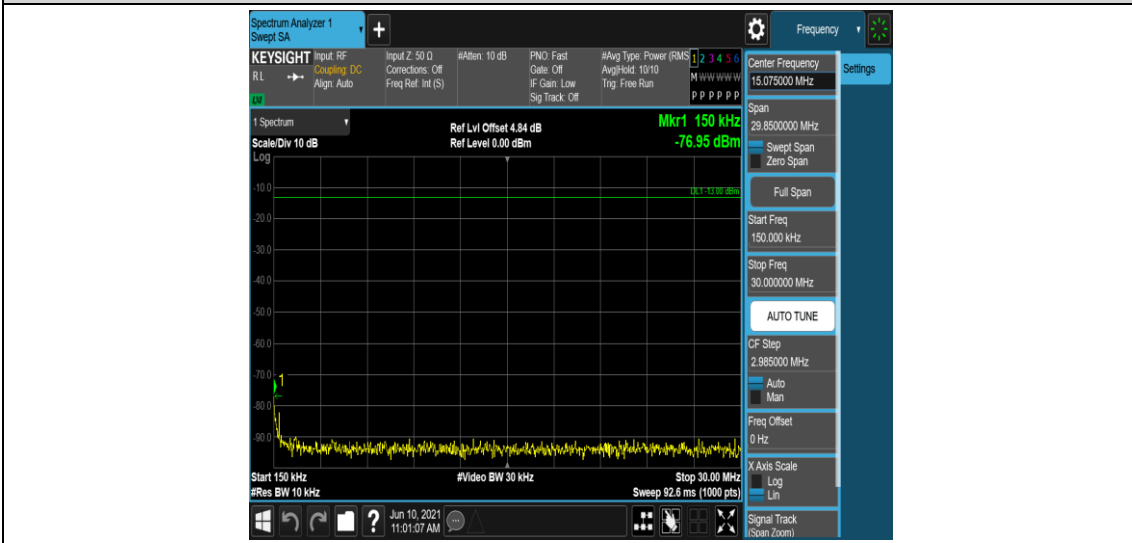 Spectrum Analyzer 1
Swept SA
+
Frequency
KEYSIGHT
RL
LXI
Input: RF
Coupling: DC
Align: Auto
Input Z: 50 Ω
Corrections: Off
Freq Ref: Int (S)
#Atten: 10 dB
PNO: Fast
Gate: Off
IF Gain: Low
Sig Track: Off
#Avg Type: Power (RMS
Avg|Hold: 10/10
Trig: Free Run
1 2 3 4 5 6
M W W W W W
P P P P P P
1 Spectrum
Scale/Div 10 dB
Log
Ref Lvl Offset 4.84 dB
Ref Level 0.00 dBm
Mkr1 150 kHz
-76.95 dBm
DL1 -13.00 dBm
-10.0
-20.0
-30.0
-40.0
-50.0
-60.0
-70.0
1
-80.0
-90.0
Start 150 kHz
#Video BW 30 kHz
Stop 30.00 MHz
#Res BW 10 kHz
Sweep 92.6 ms (1000 pts)
?
Jun 10, 2021
11:01:07 AM
Center Frequency
15.075000 MHz
Settings
Span
29.8500000 MHz
Swept Span
Zero Span
Full Span
Start Freq
150.000 kHz
Stop Freq
30.000000 MHz
AUTO TUNE
CF Step
2.985000 MHz
Auto
Man
Freq Offset
0 Hz
X Axis Scale
Log
Lin
Signal Track
(Span Zoom)